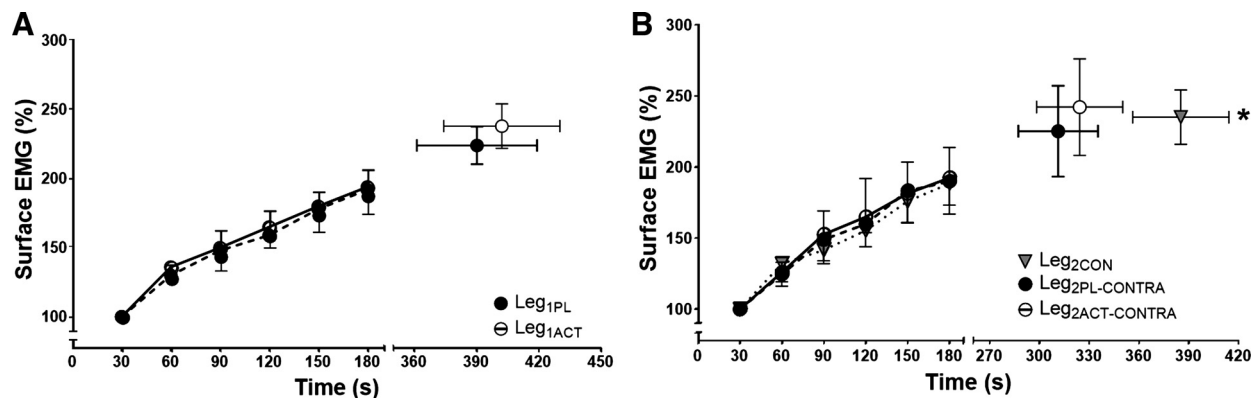 A
Surface EMG (%)
300
250
200
150
100
0 30 60 90 120 150 180 360 390 420 450
Time (s)
Leg1PL
Leg1ACT
B
Surface EMG (%)
300
250
200
150
100
0 30 60 90 120 150 180 270 300 330 360 390 420
Time (s)
*
Leg2CON
Leg2PL-CONTRA
Leg2ACT-CONTRA